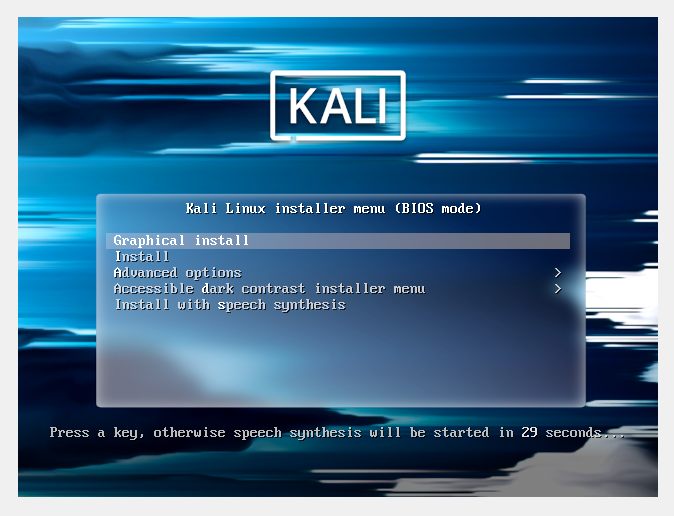 KALI
Kali Linux installer menu (BIOS mode)
Graphical install
Install
Advanced options >
Accessible dark contrast installer menu >
Install with speech synthesis
Press a key, otherwise speech synthesis will be started in 29 seconds...